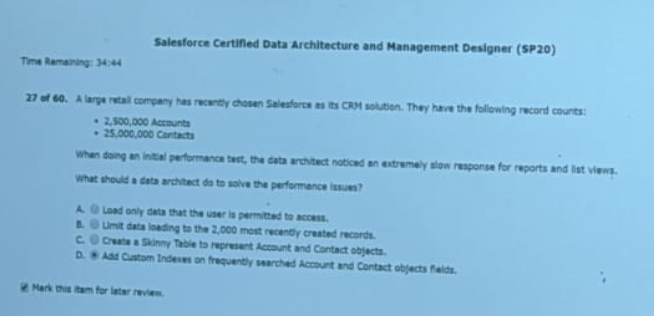 Salesforce Certified Data Architecture and Management Designer (SP20)
Time Remaining: 34:44
27 of 60. A large retail company has recently chosen Salesforce as its CRM solution. They have the following record counts:
• 2,500,000 Accounts
• 25,000,000 Contacts
When doing an initial performance test, the data architect noticed an extremely slow response for reports and list views.
What should a data architect do to solve the performance issues?
A. Load only data that the user is permitted to access.
B. Limit data loading to the 2,000 most recently created records.
C. Create a Skinny Table to represent Account and Contact objects.
D. Add Custom Indexes on frequently searched Account and Contact objects fields.
Mark this item for later review.